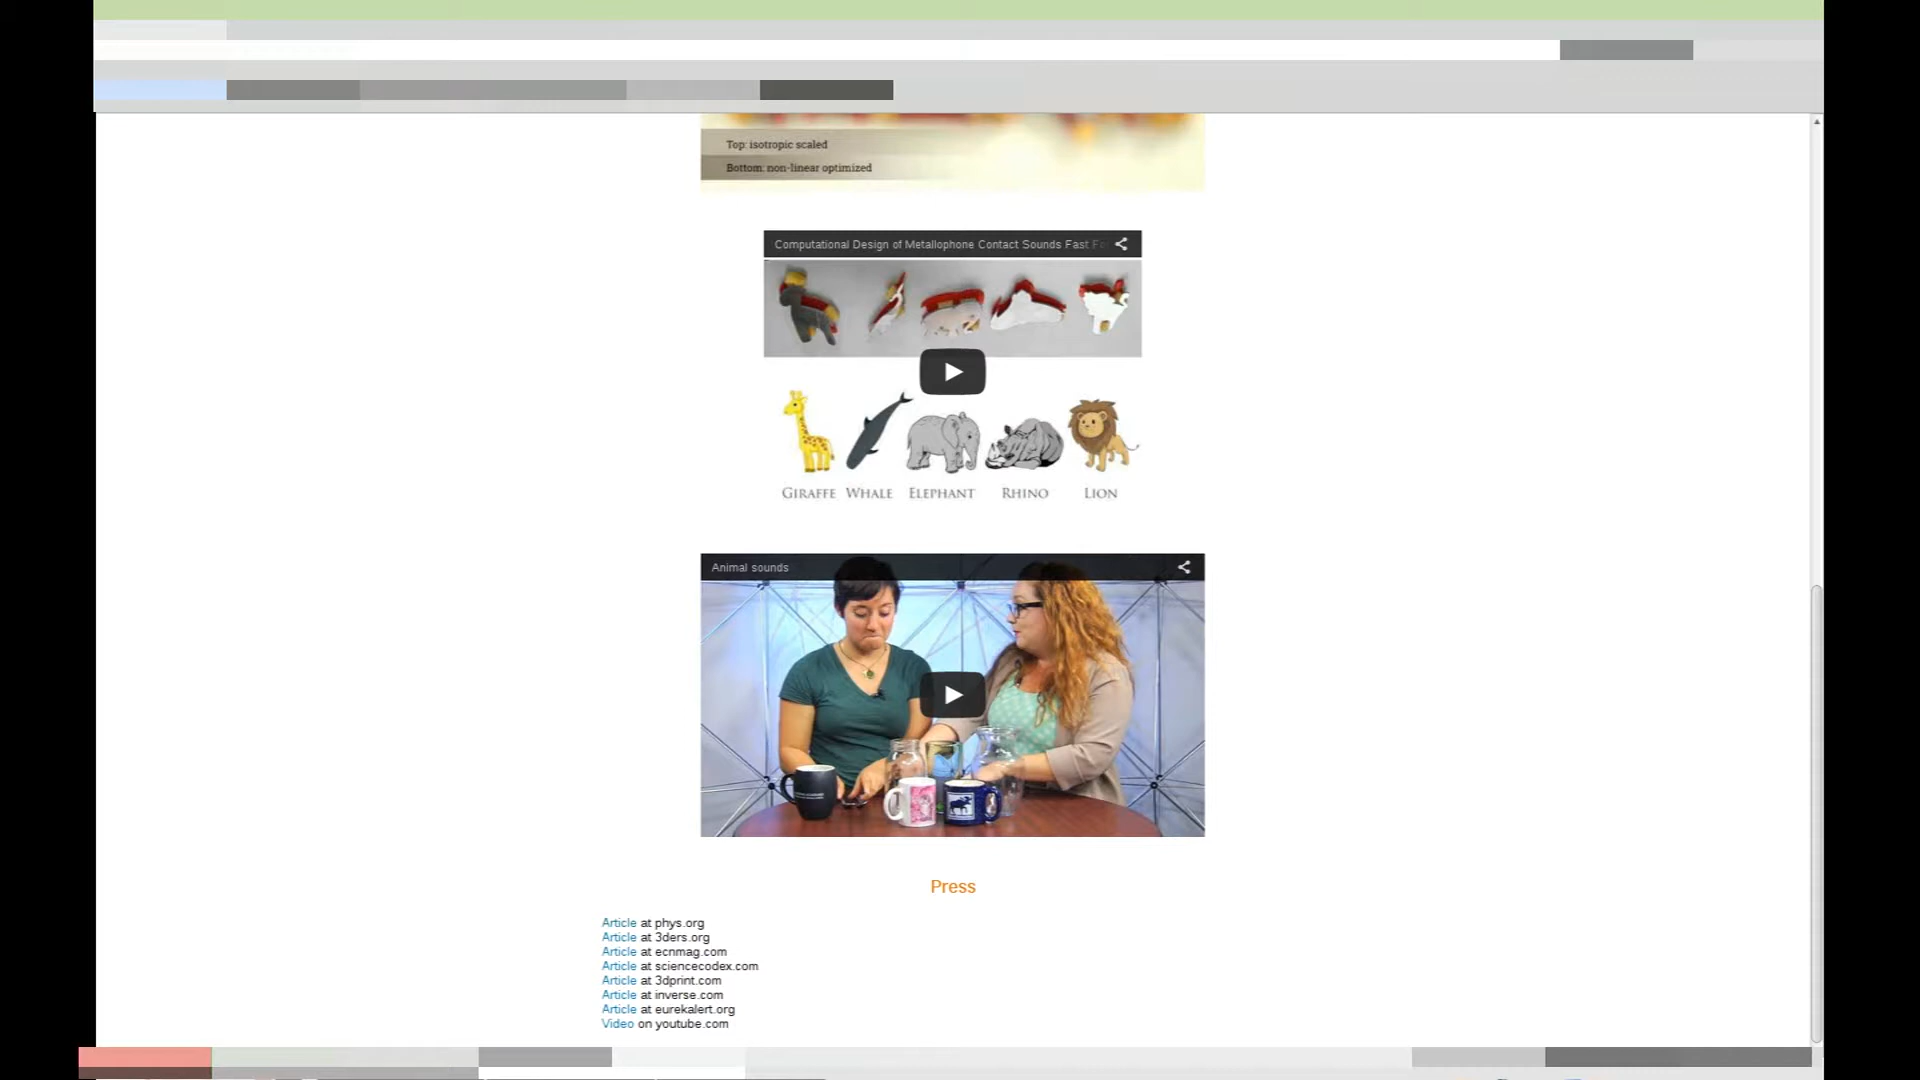 Top: isotropic scaled
Bottom: non-linear optimized
Computational Design of Metallophone Contact Sounds Fast
GIRAFFE WHALE ELEPHANT RHINO LION
Animal sounds
Press
Article at phys.org
Article at 3ders.org
Article at ecnmag.com
Article at sciencecodex.com
Article at 3dprint.com
Article at inverse.com
Article at eurekalert.org
Video on youtube.com